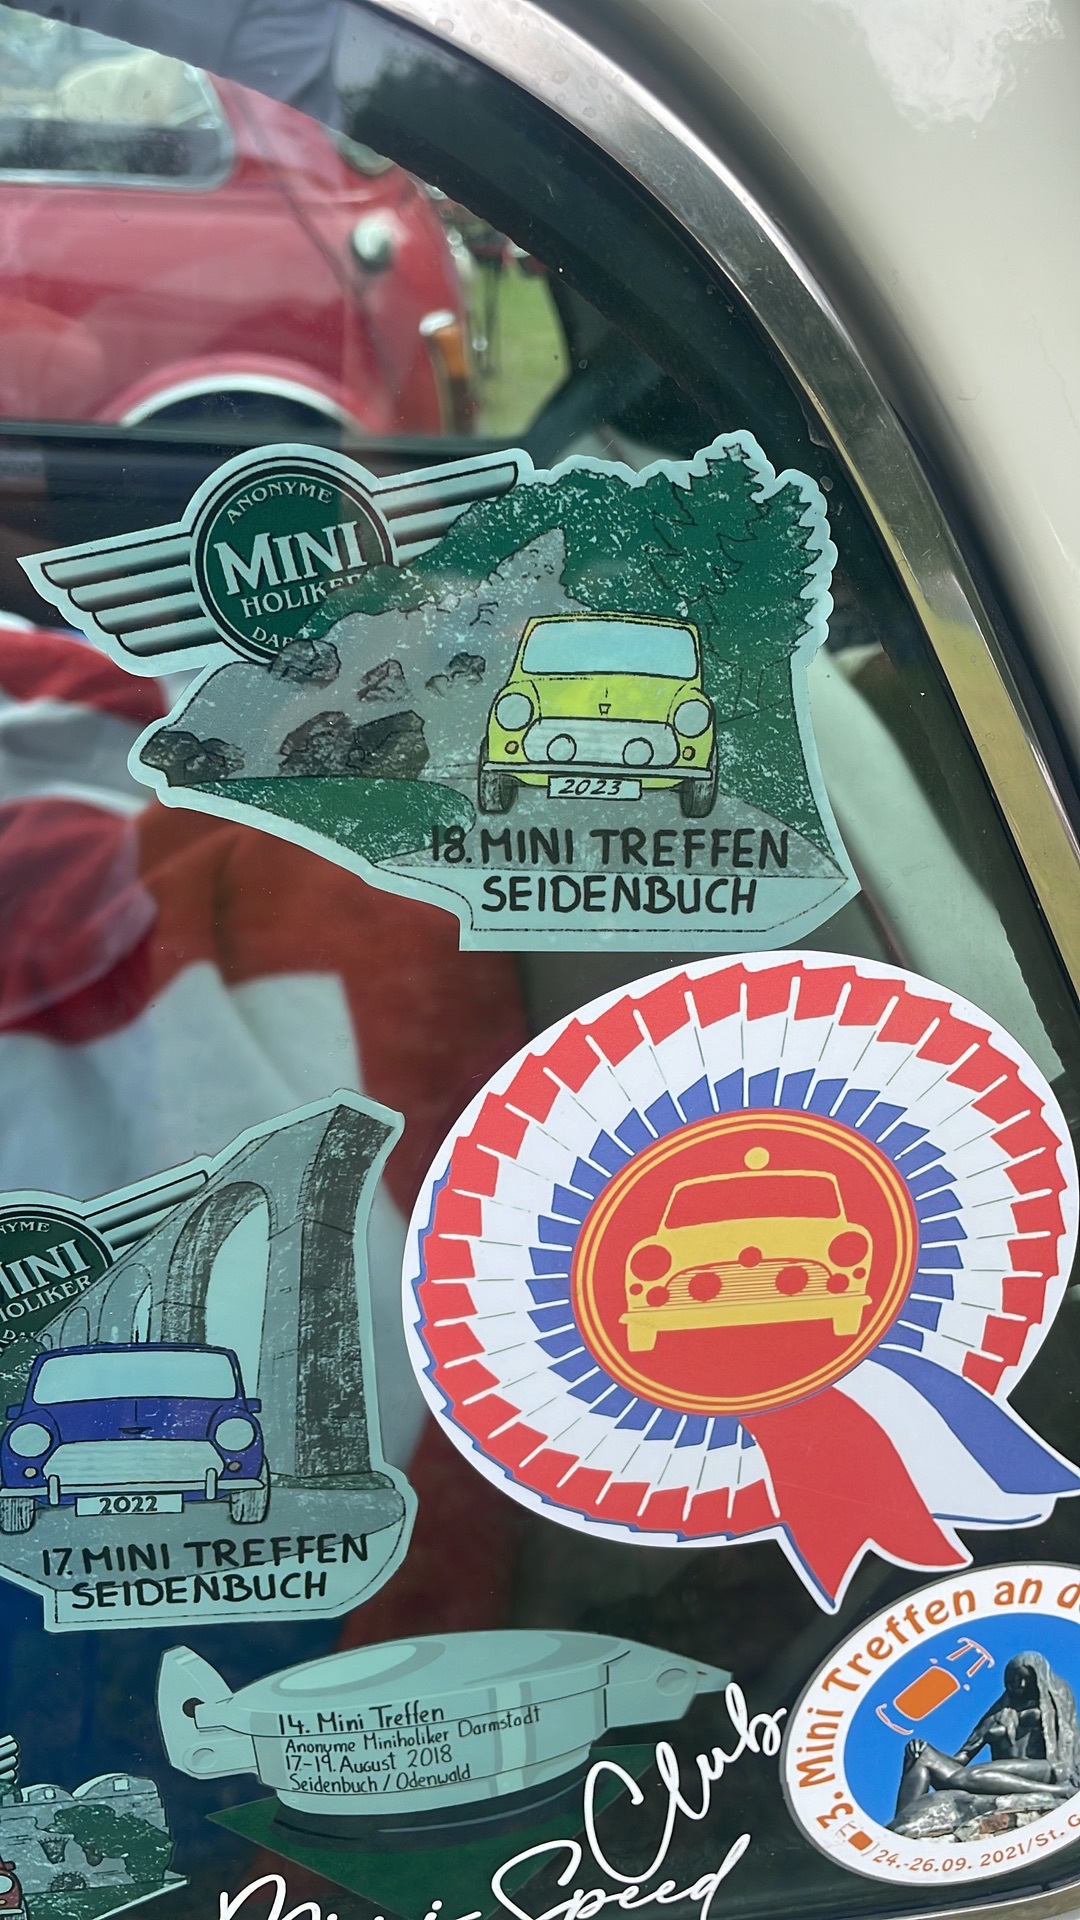 ANONYME
MINI
2023
18. MINI TREFFEN
SEIDENBUCH
MINI
HOLIKER
2022
17. MINI TREFFEN
SEIDENBUCH
14. Mini Treffen
Anonyme Miniholiker Darmstadt
17.-19. August 2018
Seidenbuch / Odenwald
Club
Mini-Speed
3. Mini Treffen an
24.-26.09. 2021/St.